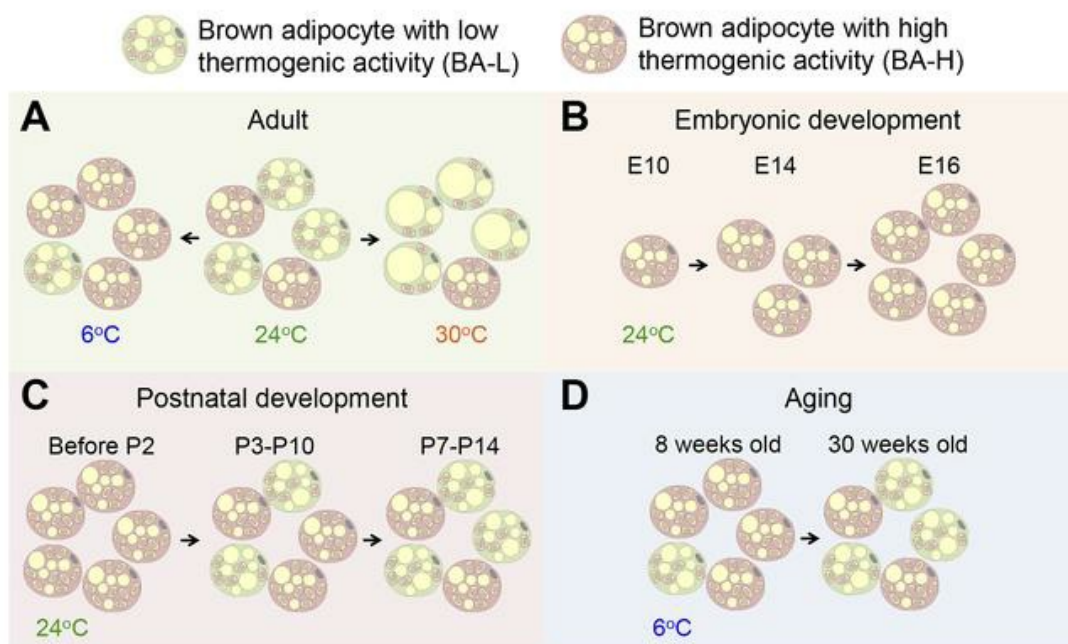 Brown adipocyte with low
thermogenic activity (BA-L)
Brown adipocyte with high
thermogenic activity (BA-H)
A
Adult
6°C
24°C
30°C
B
Embryonic development
E10
E14
E16
24°C
C
Postnatal development
Before P2
P3-P10
P7-P14
24°C
D
Aging
8 weeks old
30 weeks old
6°C